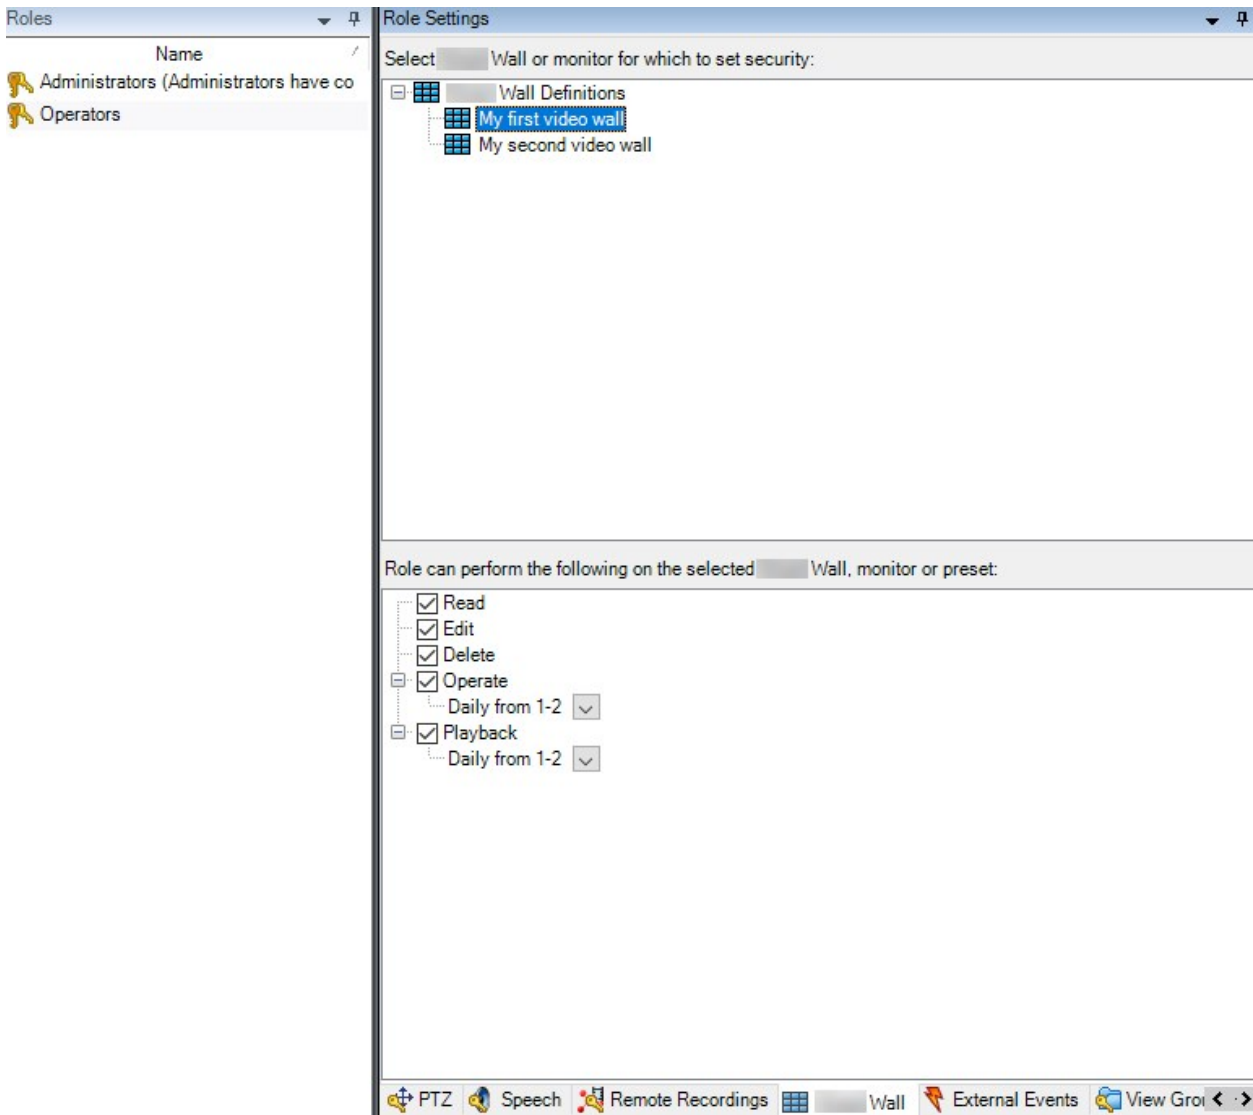 Roles
Name
Administrators (Administrators have co
Operators
Role Settings
Select Wall or monitor for which to set security:
Wall Definitions
My first video wall
My second video wall
Role can perform the following on the selected Wall, monitor or preset:
Read
Edit
Delete
Operate
Daily from 1-2
Playback
Daily from 1-2
PTZ Speech Remote Recordings Wall External Events View Grou